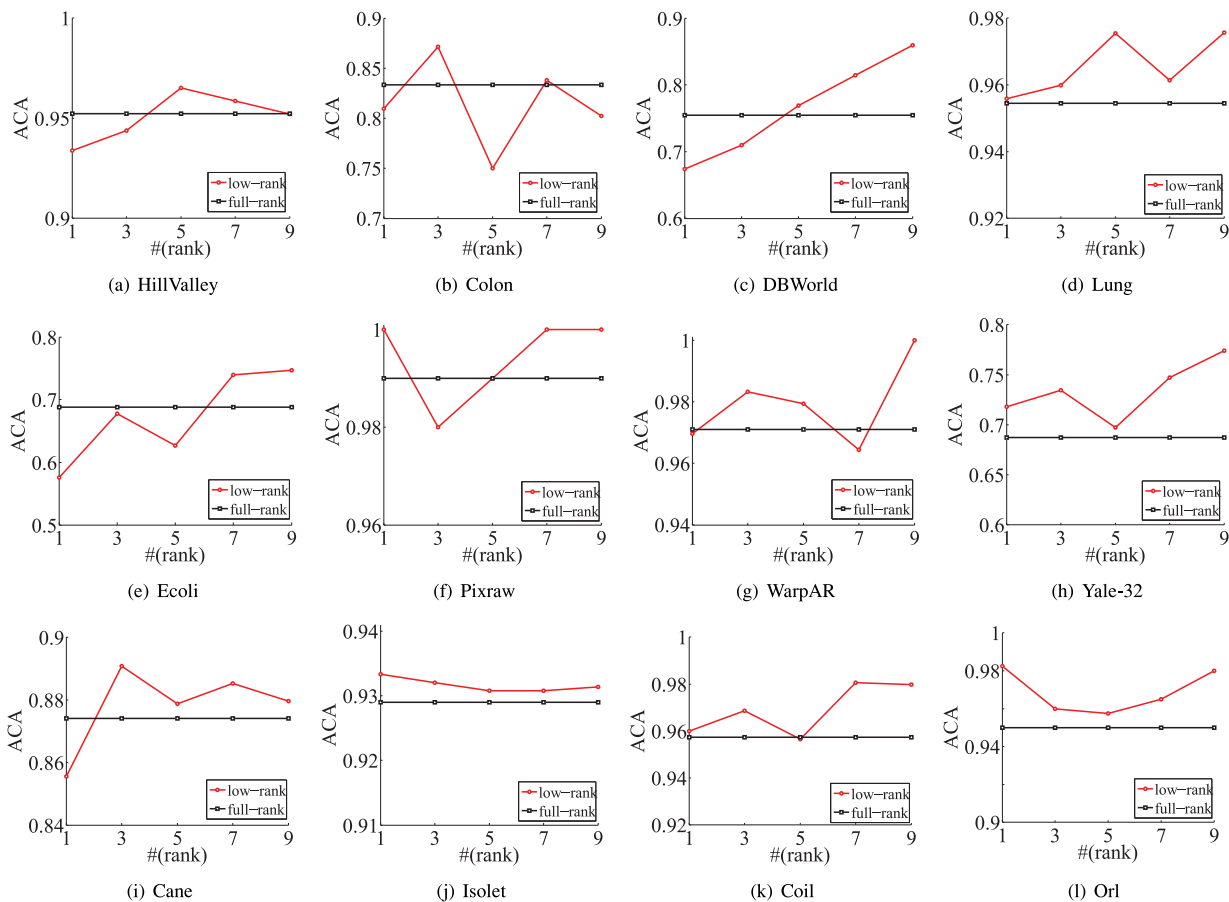 1
0.95
0.9
ACA
1 3 5 7 9
#(rank)
low−rank
full−rank
(a) HillValley
0.9
0.85
0.8
0.75
0.7
ACA
1 3 5 7 9
#(rank)
low−rank
full−rank
(b) Colon
0.9
0.8
0.7
0.6
ACA
1 3 5 7 9
#(rank)
low−rank
full−rank
(c) DBWorld
0.98
0.96
0.94
0.92
ACA
1 3 5 7 9
#(rank)
low−rank
full−rank
(d) Lung
0.8
0.7
0.6
0.5
ACA
1 3 5 7 9
#(rank)
low−rank
full−rank
(e) Ecoli
1
0.98
0.96
ACA
1 3 5 7 9
#(rank)
low−rank
full−rank
(f) Pixraw
1
0.98
0.96
0.94
ACA
1 3 5 7 9
#(rank)
low−rank
full−rank
(g) WarpAR
0.8
0.75
0.7
0.65
0.6
ACA
1 3 5 7 9
#(rank)
low−rank
full−rank
(h) Yale-32
0.9
0.88
0.86
0.84
ACA
1 3 5 7 9
#(rank)
low−rank
full−rank
(i) Cane
0.94
0.93
0.92
0.91
ACA
1 3 5 7 9
#(rank)
low−rank
full−rank
(j) Isolet
1
0.98
0.96
0.94
0.92
ACA
1 3 5 7 9
#(rank)
low−rank
full−rank
(k) Coil
1
0.98
0.94
0.9
ACA
1 3 5 7 9
#(rank)
low−rank
full−rank
(l) Orl